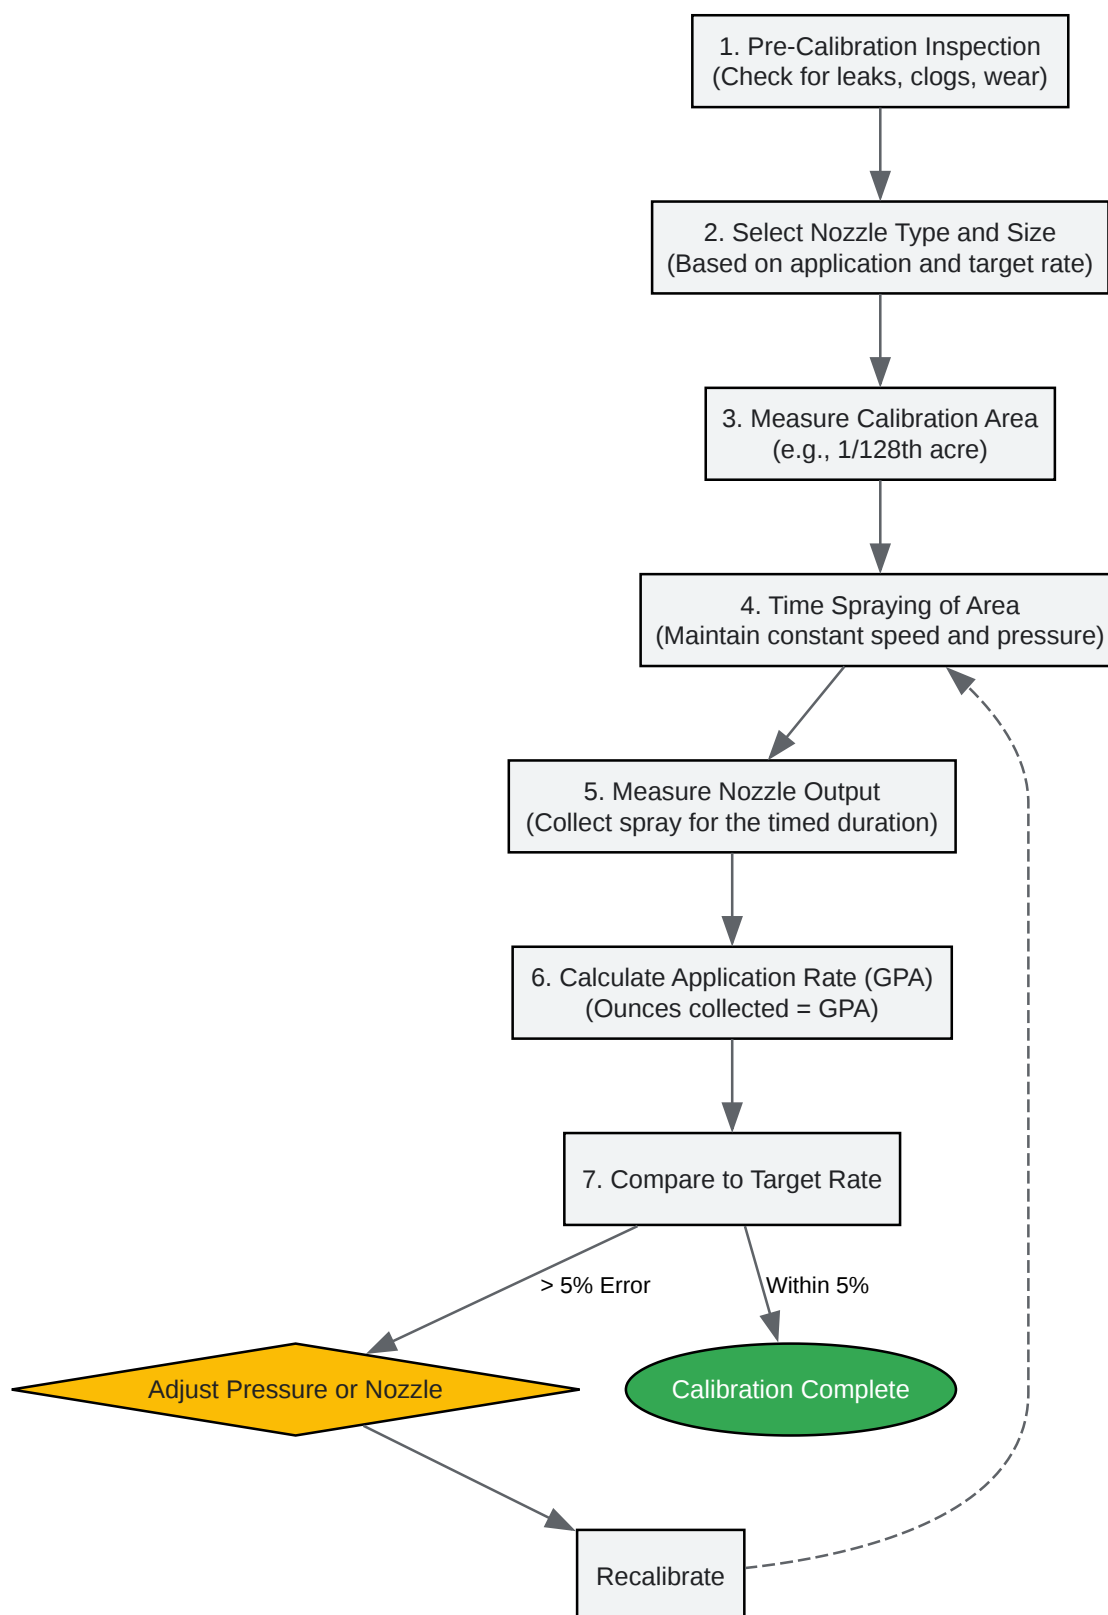 1. Pre-Calibration Inspection
(Check for leaks, clogs, wear)
2. Select Nozzle Type and Size
(Based on application and target rate)
3. Measure Calibration Area
(e.g., 1/128th acre)
4. Time Spraying of Area
(Maintain constant speed and pressure)
5. Measure Nozzle Output
(Collect spray for the timed duration)
6. Calculate Application Rate (GPA)
(Ounces collected = GPA)
7. Compare to Target Rate
> 5% Error
Within 5%
Adjust Pressure or Nozzle
Calibration Complete
Recalibrate